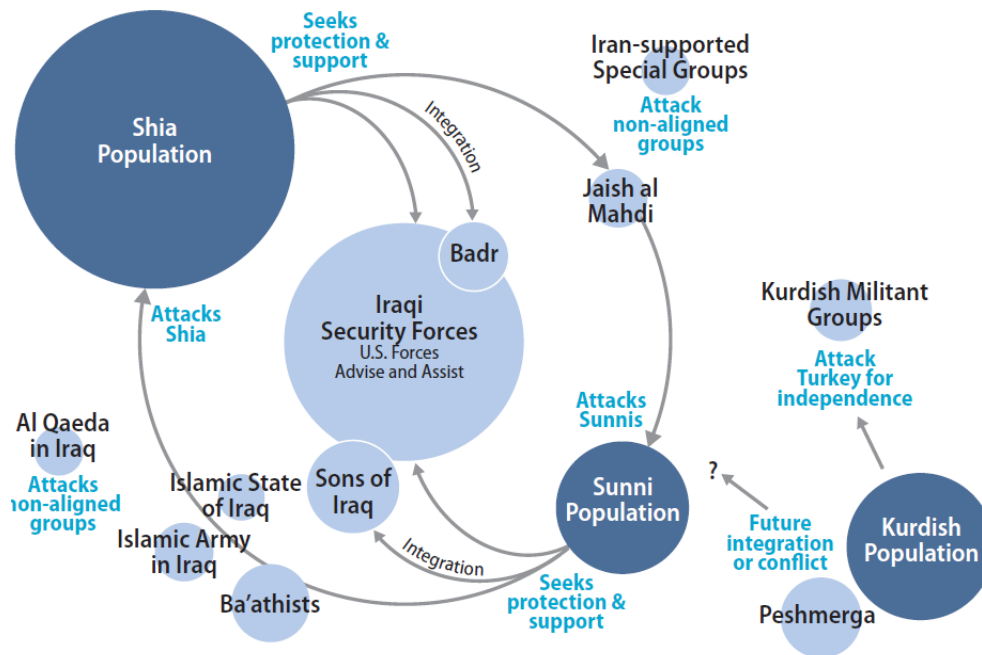 Seeks
protection &
support
Iran-supported
Special Groups
Attack
non-aligned
groups
Shia
Population
Integration
Jaish al
Mahdi
Badr
Iraqi
Security Forces
U.S. Forces
Advise and Assist
Attacks
Shia
Kurdish Militant
Groups
Attack
Turkey for
independence
Attacks
Sunnis
Al Qaeda
in Iraq
Attacks
non-aligned
groups
Islamic State
of Iraq
Islamic Army
in Iraq
Ba'athists
Sons of
Iraq
Integration
Sunni
Population
Seeks
protection &
support
?
Future
integration
or conflict
Kurdish
Population
Peshmerga